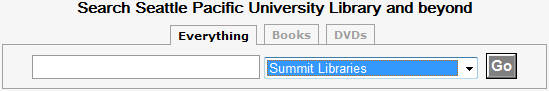 Search Seattle Pacific University Library and beyond
Everything Books DVDs
Summit Libraries Go